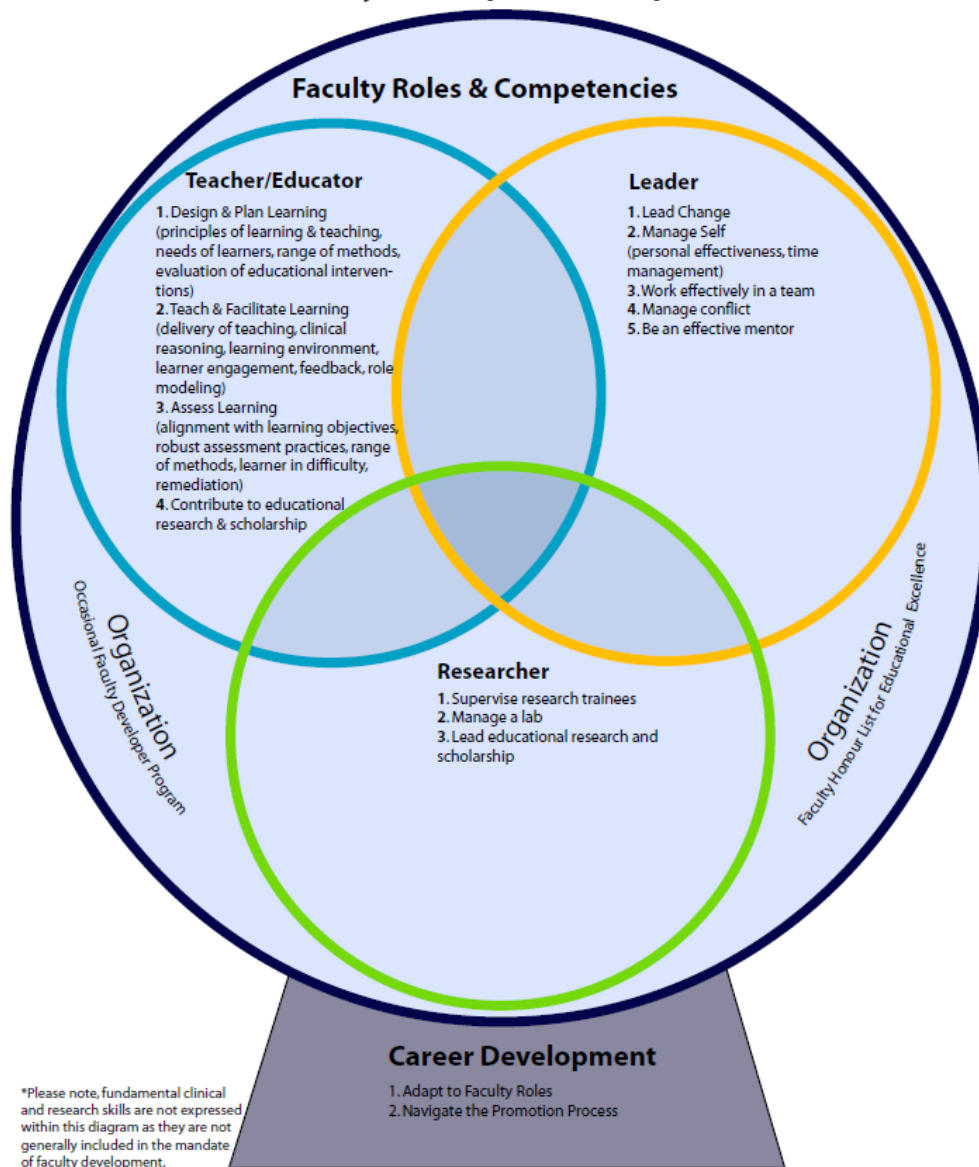 Faculty Roles & Competencies
Teacher/Educator
1. Design & Plan Learning
(principles of learning & teaching,
needs of learners, range of methods,
evaluation of educational interven-
tions)
2. Teach & Facilitate Learning
(delivery of teaching, clinical
reasoning, learning environment,
learner engagement, feedback, role
modeling)
3. Assess Learning
(alignment with learning objectives,
robust assessment practices, range
of methods, learner in difficulty,
remediation)
4. Contribute to educational
research & scholarship
Leader
1. Lead Change
2. Manage Self
(personal effectiveness, time
management)
3. Work effectively in a team
4. Manage conflict
5. Be an effective mentor
Organization
Occasional Faculty Developer Program
Researcher
1. Supervise research trainees
2. Manage a lab
3. Lead educational research and
scholarship
Organization
Faculty Honour List for Educational Excellence
Career Development
1. Adapt to Faculty Roles
2. Navigate the Promotion Process
*Please note, fundamental clinical
and research skills are not expressed
within this diagram as they are not
generally included in the mandate
of faculty development.